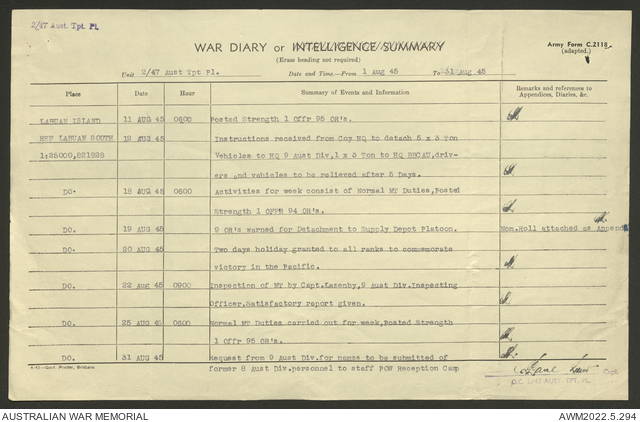 2/47 Aust. Tpt Pl.
WAR DIARY or INTELLIGENCE SUMMARY
(Erase heading not required)
Army Form C.2118.
(adapted.)
Unit 2/47 Aust Tpt Pl. Date and Time—From 1 Aug 45 To 31 Aug 45
Place Date Hour Summary of Events and Information Remarks and references to Appendices, Diaries, &c.
LABUAN ISLAND 11 AUG 45 0600 Posted Strength 1 Offr 95 OR's.
REF LABUAN SOUTH 12 AUG 45 Instructions received from Coy HQ to detach 5 x 3 Ton
1:25000,821828 Vehicles to HQ 9 Aust Div,1 x 3 Ton to HQ BBCAU,driv-
ers and vehicles to be relieved after 5 Days.
DO. 18 AUG 45 0600 Activities for week consist of Normal MT Duties,Posted
Strength 1 OFFR 94 OR's.
DO. 19 AUG 45 9 OR's warned for Detachment to Supply Depot Platoon. Nom.Roll attached as Append
DO. 20 AUG 45 Two days holiday granted to all ranks to commemorate
victory in the Pacific.
DO. 22 Aug 45 0900 Inspection of MT by Capt.Lazenby,9 Aust Div.Inspecting
Officer.Satisfactory report given.
DO. 25 AUG 45 0600 Normal MT Duties carried out for week,Posted Strength
1 Offr 95 OR's.
DO. 31 AUG 45 Request from 9 Aust Div.for names to be submitted of
former 8 Aust Div.personnel to staff POW Reception Camp
4-43—Govt. Printer, Brisbane
Capt
O.C. 2/47 AUST. TPT. PL.
AUSTRALIAN WAR MEMORIAL
AWM2022.5.294